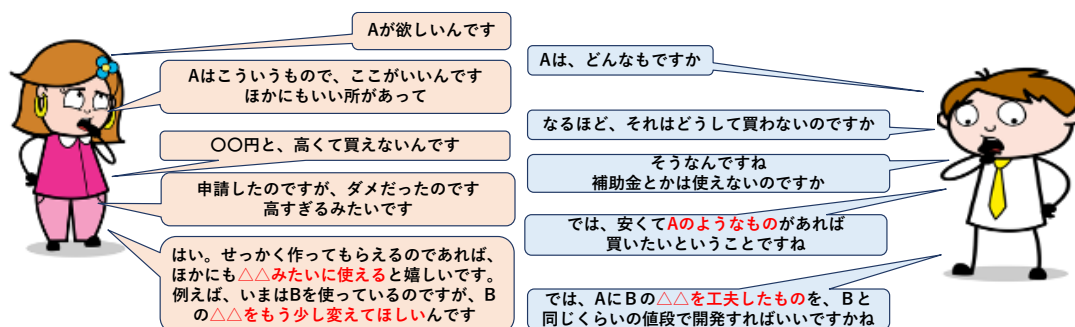 Aが欲しいんです
Aは、どんなものですか
Aはこういうもので、ここがいいんです
ほかにもいい所があって
なるほど、それはどうして買わないのですか
〇〇円と、高くて買えないんです
そうなんですね
補助金とかは使えないのですか
申請したのですが、ダメだったのです
高すぎるみたいです
では、安くてAのようなものがあれば
買いたいということですね
はい。せっかく作ってもらえるのであれば、
ほかにも△△みたいに使えると嬉しいです。
例えば、いまはBを使っているのですが、B
の△△をもう少し変えてほしいんです
では、AにBの△△を工夫したものを、Bと
同じくらいの値段で開発すればいいですかね